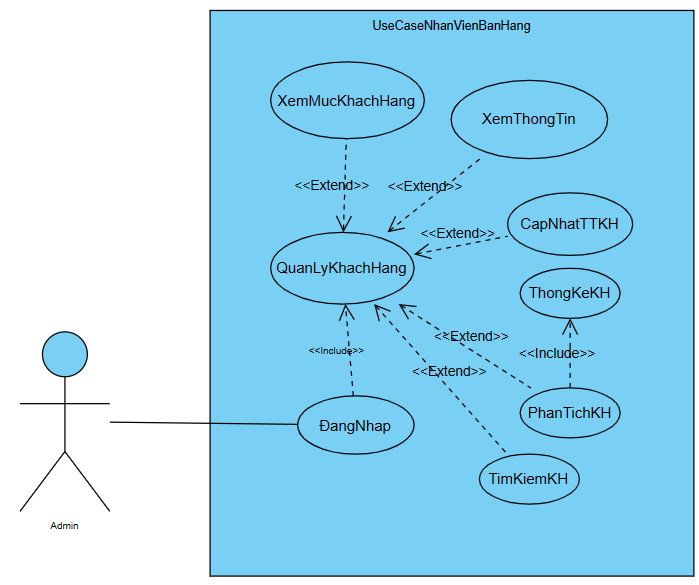 UseCaseNhanVienBanHang
XemMucKhachHang
XemThongTin
<<Extend>>
<<Extend>>
CapNhatTTKH
<<Extend>>
QuanLyKhachHang
ThongKeKH
<<Extend>>
<<Include>>
<<Include>>
<<Extend>>
PhanTichKH
ĐangNhap
TimKiemKH
Admin